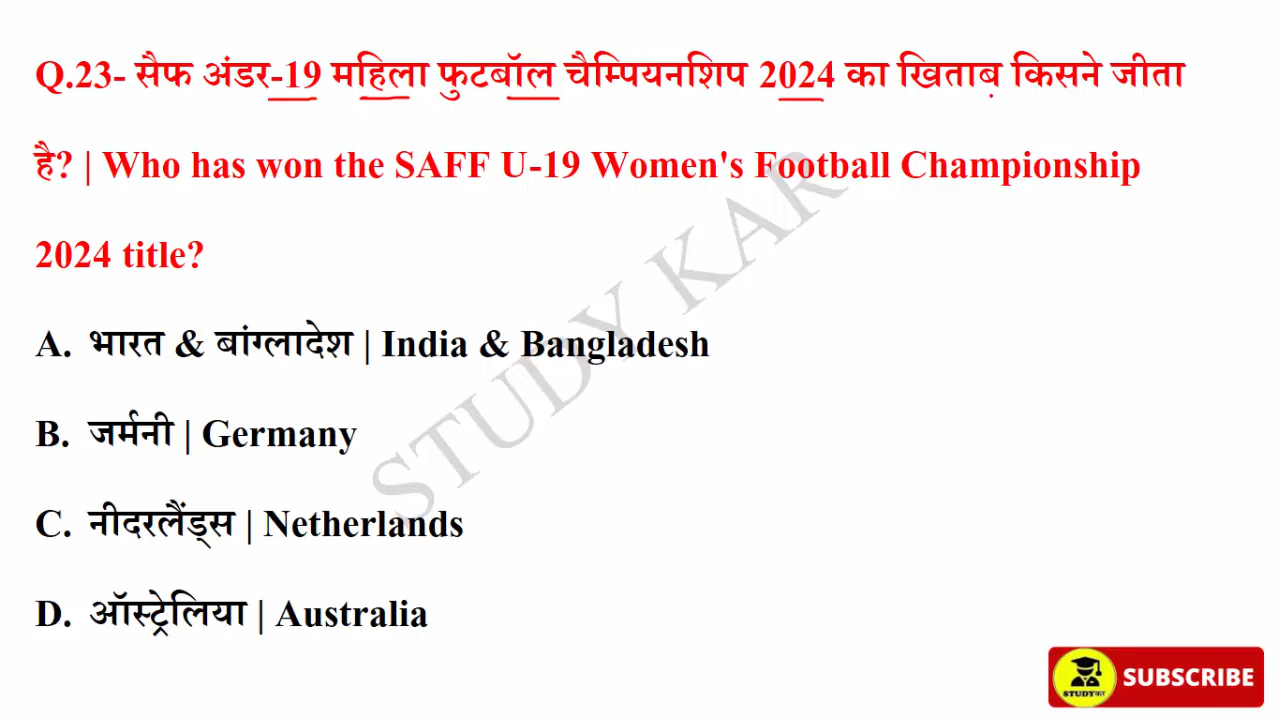 Q.23- सैफ अंडर-19 महिला फुटबॉल चैम्पियनशिप 2024 का खिताब किसने जीता
है? | Who has won the SAFF U-19 Women's Football Championship
2024 title?
A. भारत & बांग्लादेश | India & Bangladesh
B. जर्मनी | Germany
C. नीदरलैंड्स | Netherlands
D. ऑस्ट्रेलिया | Australia
STUDY KAR
STUDYकर
SUBSCRIBE